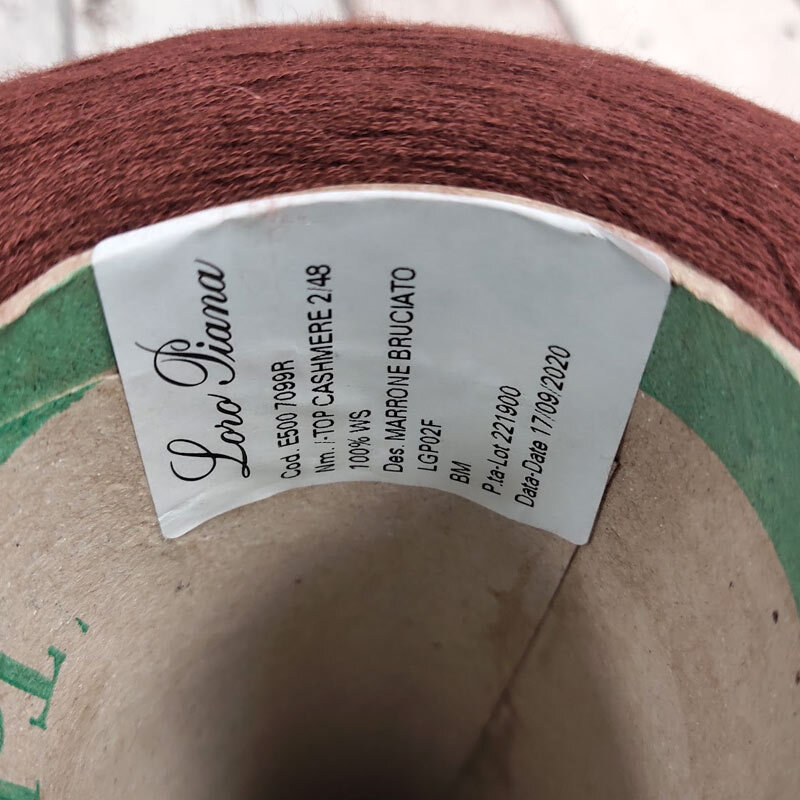 Loro Piana
Cod. E500 7099R
Nm. I-TOP CASHMERE 2/48
100% WS
Des. MARRONE BRUCIATO
LGP02F
BM
P.ta-Lot 221900
Data-Date 17/09/2020